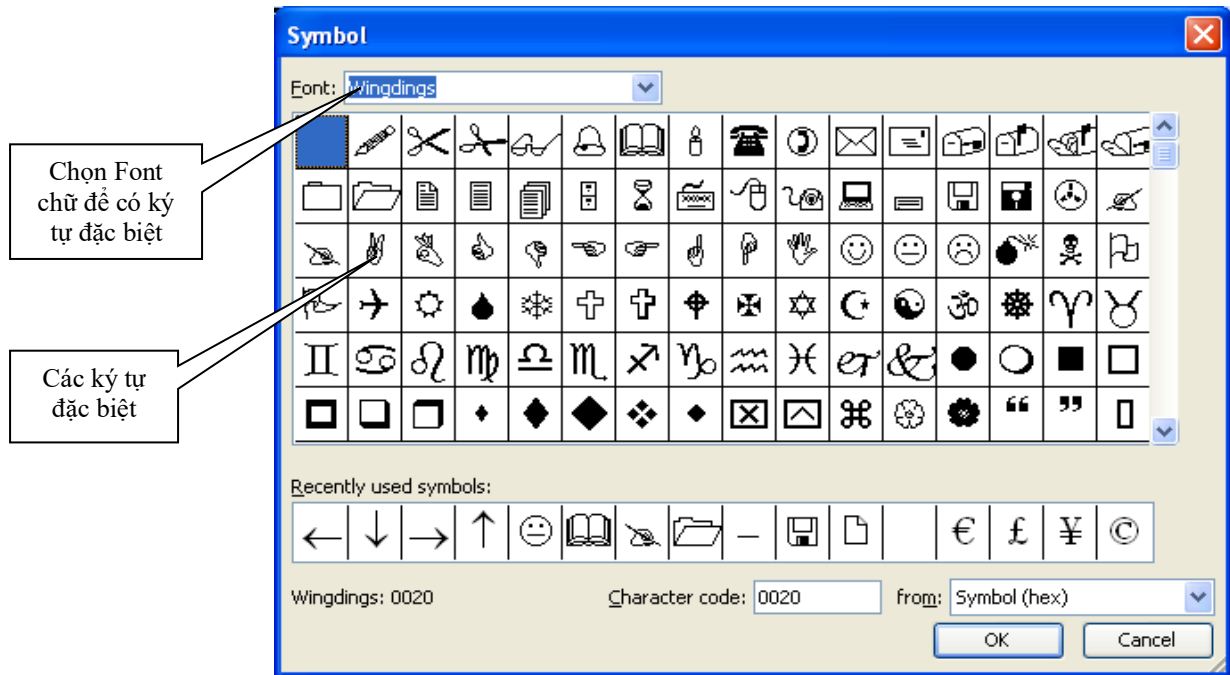 Symbol
Font: Wingdings
Chọn Font
chữ để có ký
tự đặc biệt
Các ký tự
đặc biệt
Recently used symbols:
← ↓ → ↑ – € £ ¥ ©
Wingdings: 0020 Character code: 0020 from: Symbol (hex)
OK Cancel